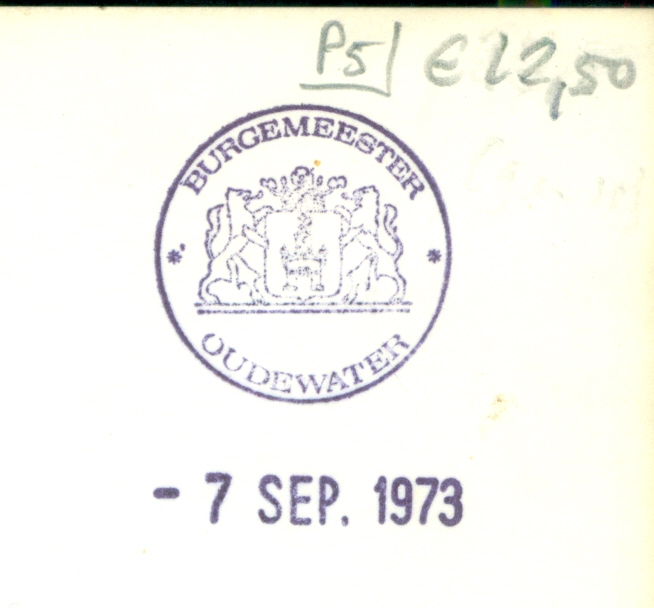 P5 € 12,50
BURGEMEESTER
* *
OUDEWATER
- 7 SEP. 1973